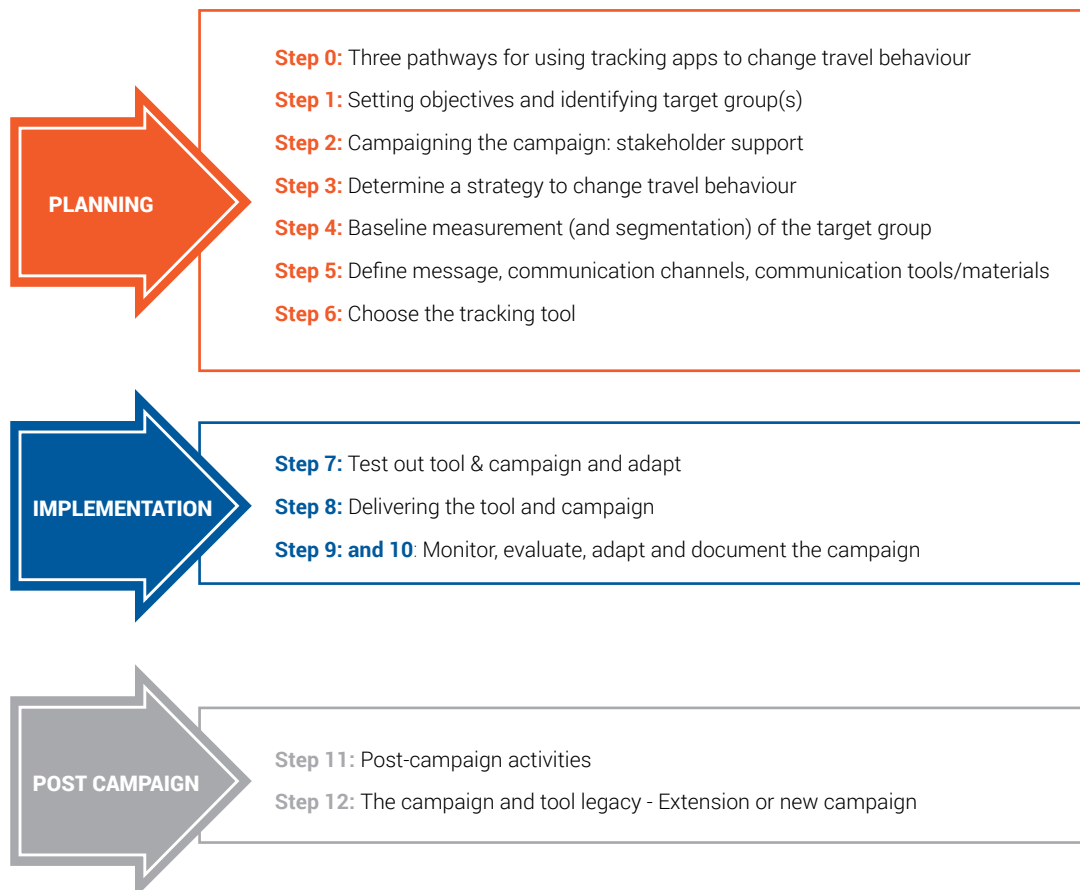 PLANNING
Step 0: Three pathways for using tracking apps to change travel behaviour
Step 1: Setting objectives and identifying target group(s)
Step 2: Campaigning the campaign: stakeholder support
Step 3: Determine a strategy to change travel behaviour
Step 4: Baseline measurement (and segmentation) of the target group
Step 5: Define message, communication channels, communication tools/materials
Step 6: Choose the tracking tool
IMPLEMENTATION
Step 7: Test out tool & campaign and adapt
Step 8: Delivering the tool and campaign
Step 9: and 10: Monitor, evaluate, adapt and document the campaign
POST CAMPAIGN
Step 11: Post-campaign activities
Step 12: The campaign and tool legacy - Extension or new campaign